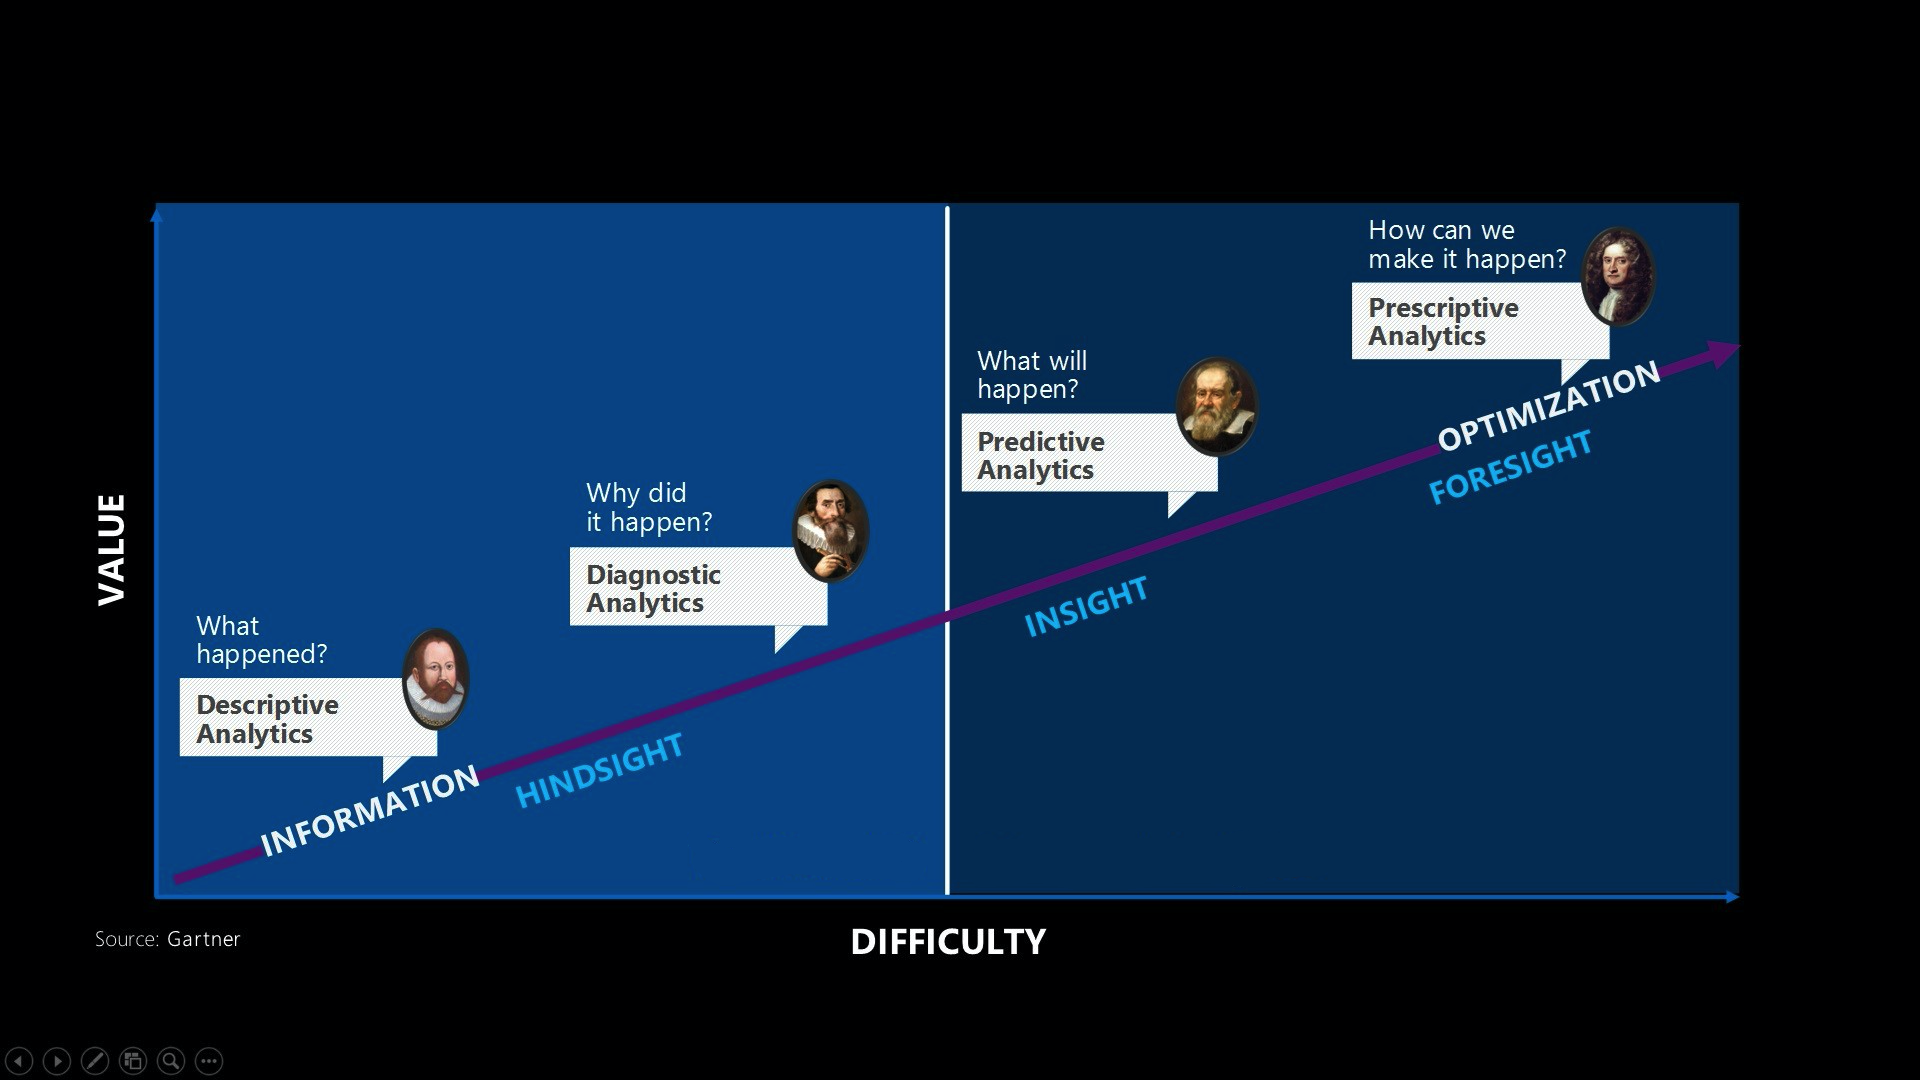 How can we
make it happen?
Prescriptive
Analytics
What will
happen?
Predictive
Analytics
OPTIMIZATION
FORESIGHT
Why did
it happen?
Diagnostic
Analytics
INSIGHT
VALUE
What
happened?
Descriptive
Analytics
INFORMATION
HINDSIGHT
Source: Gartner
DIFFICULTY